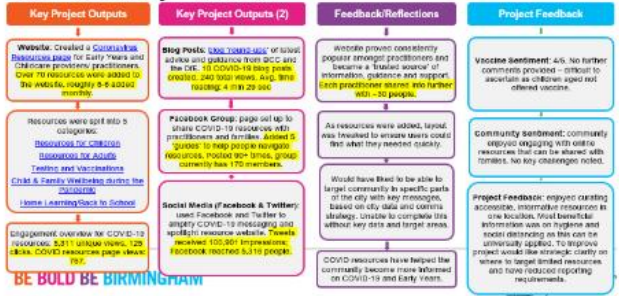 Key Project Outputs
Website: Created a Coronavirus
Resources page for Early Years and
Childcare providers/ practitioners.
Over 70 resources were added to
the website, roughly 5-6 added
monthly.
Resources were split into 5
categories:
Resources for Children
Resources for Adults
Testing and Vaccinations
Child & Family Wellbeing during the
Pandemic
Home Learning/Back to School
Engagement overview for COVID-19
resources: 5,311 unique views, 129
clicks. COVID resources page views:
767.
Key Project Outputs (2)
Blog Posts: blog 'round-ups' of latest
advice and guidance from BCC and
the DfE. 10 COVID-19 blog posts
created. 240 total views. Avg. time
reading: 4 min 29 sec
Facebook Group: page set up to
share COVID-19 resources with
practitioners and families. Added 5
'guides' to help people navigate
resources. Posted 90+ times, group
currently has 170 members.
Social Media (Facebook & Twitter):
used Facebook and Twitter to
amplify COVID-19 messaging and
spotlight resource website. Tweets
received 100,901 impressions;
Facebook reached 5,316 people.
Feedback/Reflections
Website proved consistently
popular amongst practitioners and
became a 'trusted source' of
information, guidance and support.
Each practitioner shared info further
with ~30 people.
As resources were added, layout
was tweaked to ensure users could
find what they needed quickly.
Would have liked to be able to
target community in specific parts
of the city with key messages,
based on city data and comms
strategy. Unable to complete this
without key data and target areas.
COVID resources have helped the
community become more informed
on COVID-19 and Early Years.
Project Feedback
Vaccine Sentiment: 4/5. No further
comments provided – difficult to
ascertain as children aged not
offered vaccine.
Community Sentiment: community
enjoyed engaging with online
resources that can be shared with
families. No key challenges noted.
Project Feedback: enjoyed curating
accessible, informative resources in
one location. Most beneficial
information was on hygiene and
social distancing as this can be
universally applied. To improve
project would like strategic clarity on
where to target limited resources
and have reduced reporting
requirements.
BE BOLD BE BIRMINGHAM